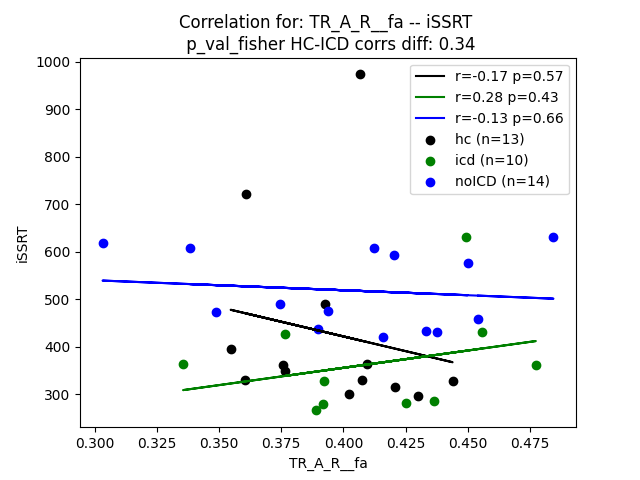 Correlation for: TR_A_R__fa -- iSSRT
p_val_fisher HC-ICD corrs diff: 0.34
1000
900
800
700
600
500
400
300
iSSRT
r=-0.17 p=0.57
r=0.28 p=0.43
r=-0.13 p=0.66
hc (n=13)
icd (n=10)
noICD (n=14)
0.300 0.325 0.350 0.375 0.400 0.425 0.450 0.475
TR_A_R__fa